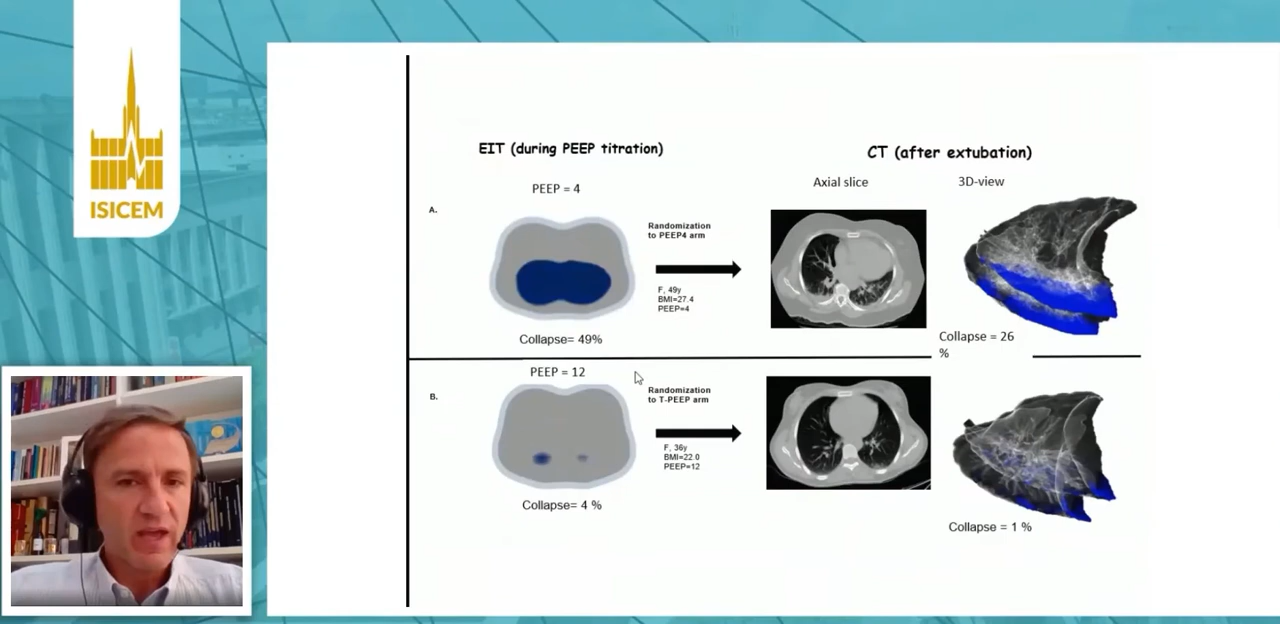 ISICEM
EIT (during PEEP titration)
CT (after extubation)
PEEP = 4
Axial slice
3D-view
A.
Randomization
to PEEP4 arm
F, 49y
BMI=27.4
PEEP=4
Collapse= 49%
Collapse = 26
%
PEEP = 12
B.
Randomization
to T-PEEP arm
F, 36y
BMI=22.0
PEEP=12
Collapse= 4 %
Collapse = 1 %